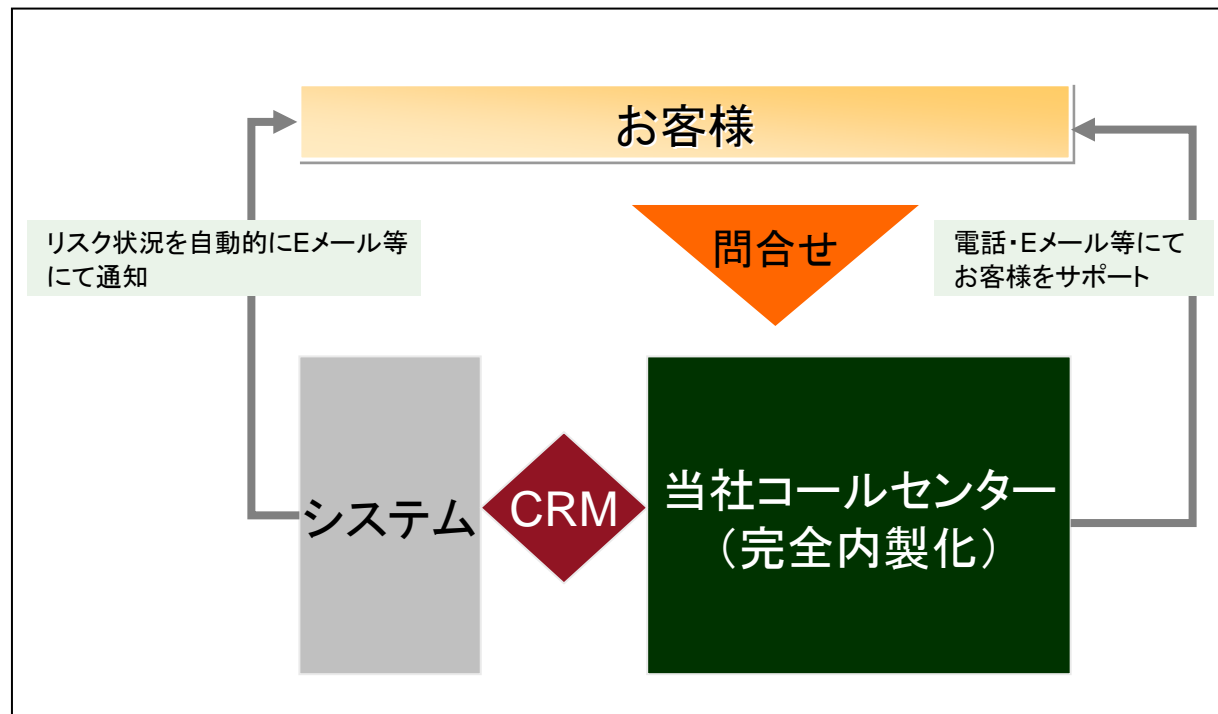 お客様
リスク状況を自動的にEメール等
にて通知
問合せ
電話・Eメール等にて
お客様をサポート
システム
CRM
当社コールセンター
（完全内製化）